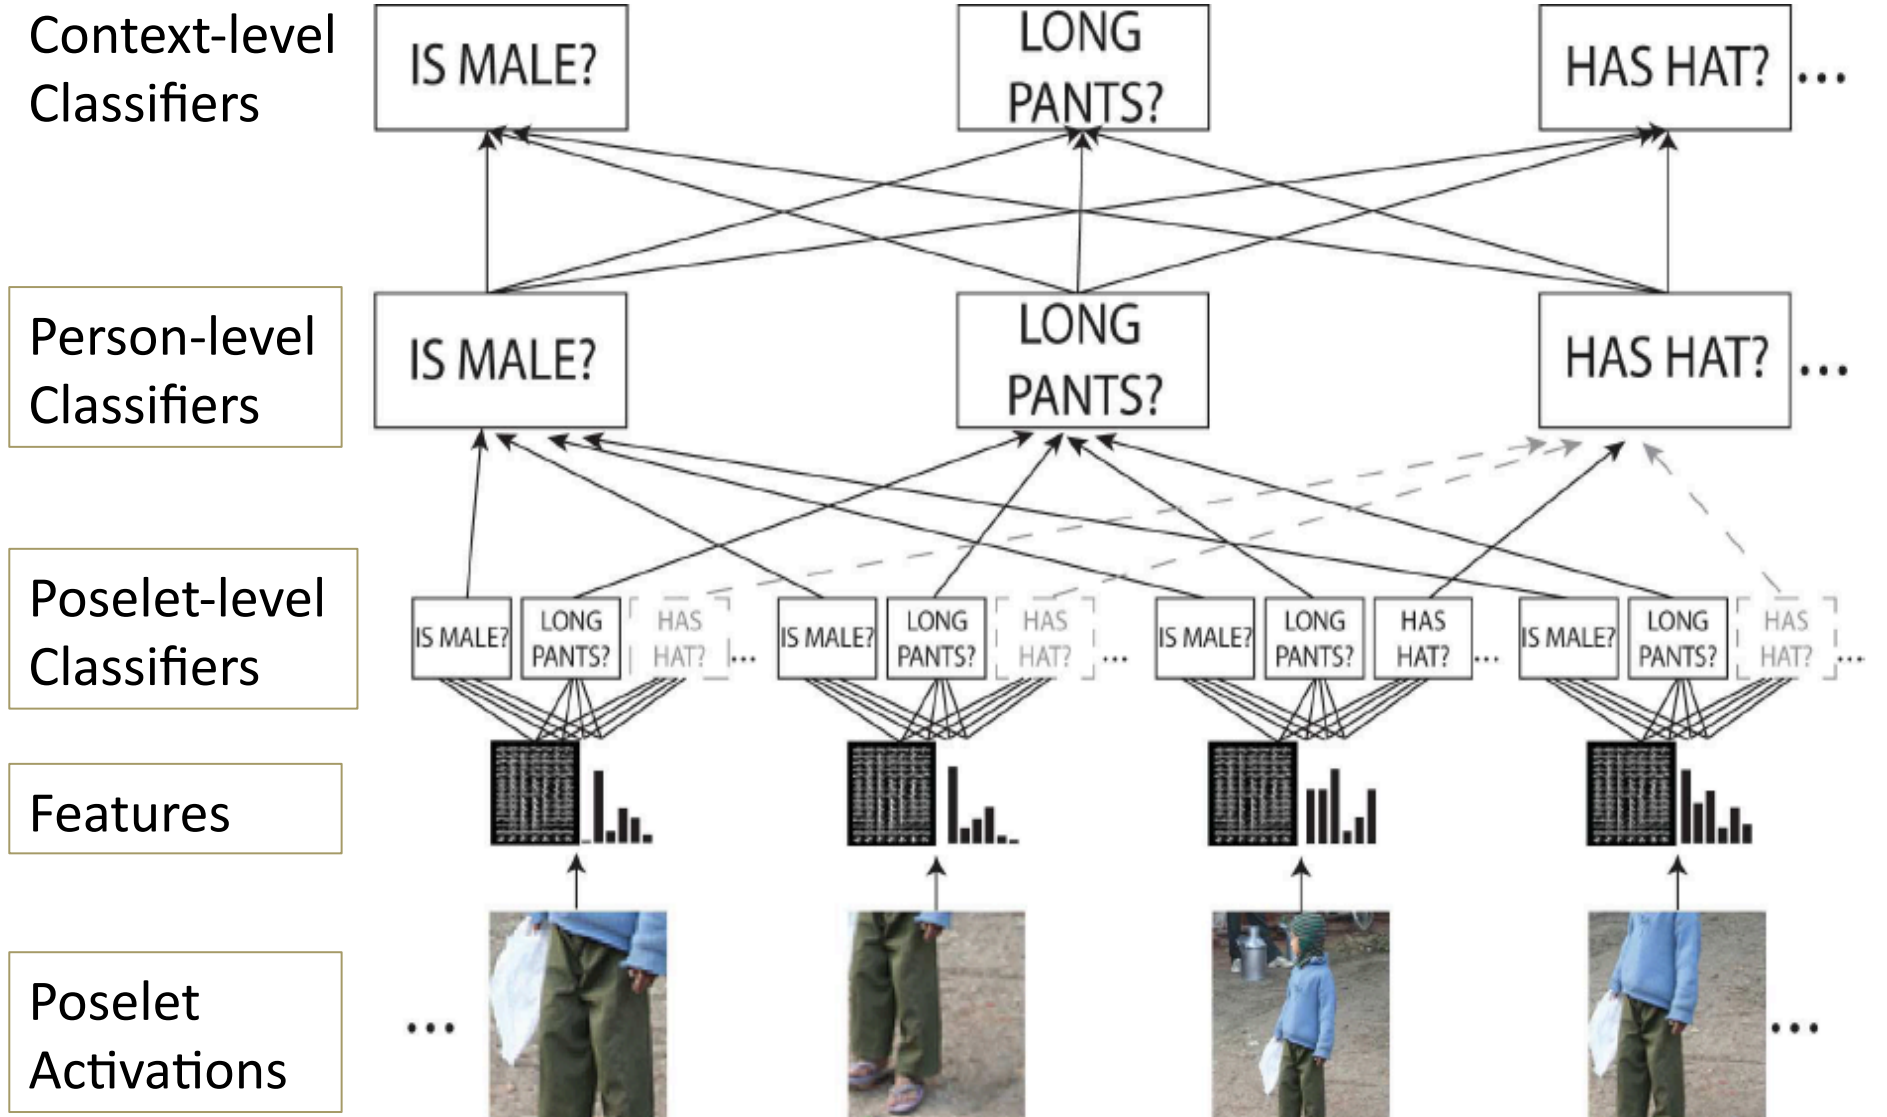 Context-level
Classifiers
IS MALE?
LONG
PANTS?
HAS HAT?
...
Person-level
Classifiers
IS MALE?
LONG
PANTS?
HAS HAT?
...
Poselet-level
Classifiers
IS MALE?
LONG
PANTS?
HAS
HAT?
...
IS MALE?
LONG
PANTS?
HAS
HAT?
...
IS MALE?
LONG
PANTS?
HAS
HAT?
...
IS MALE?
LONG
PANTS?
HAS
HAT?
...
Features
Poselet
Activations
...
...